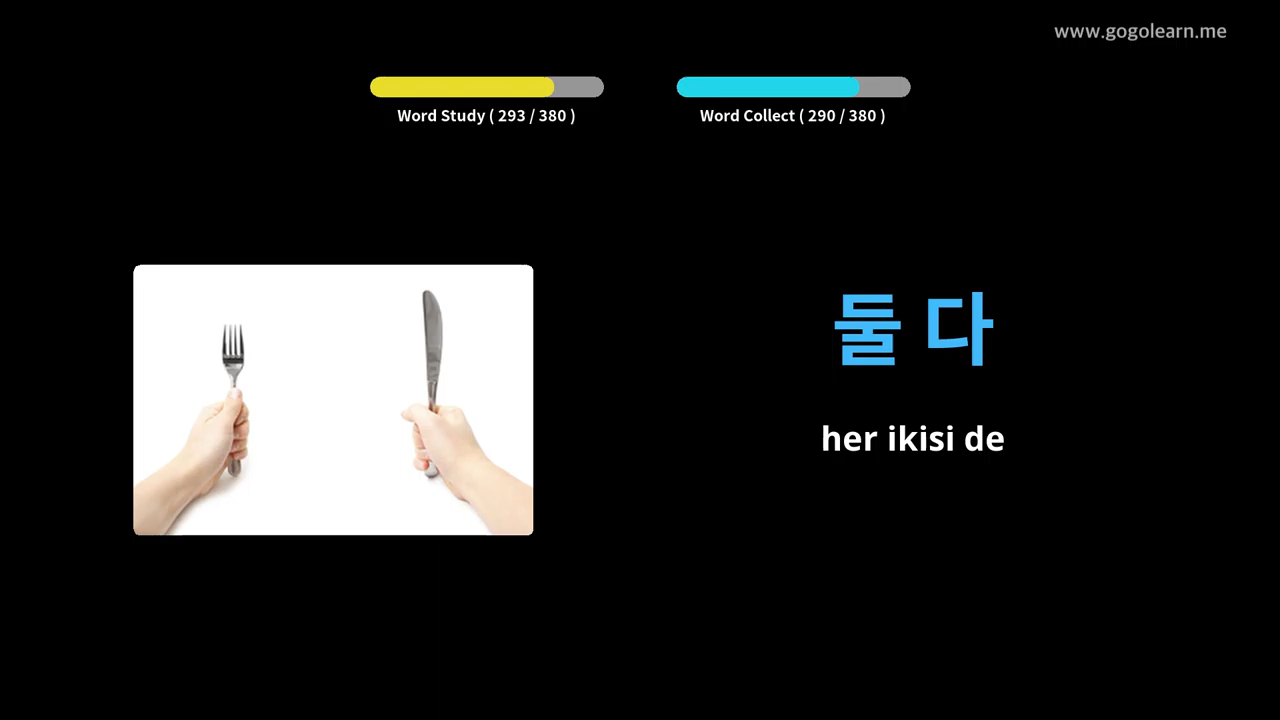 www.gogolearn.me
Word Study ( 293 / 380 )
Word Collect ( 290 / 380 )
둘 다
her ikisi de